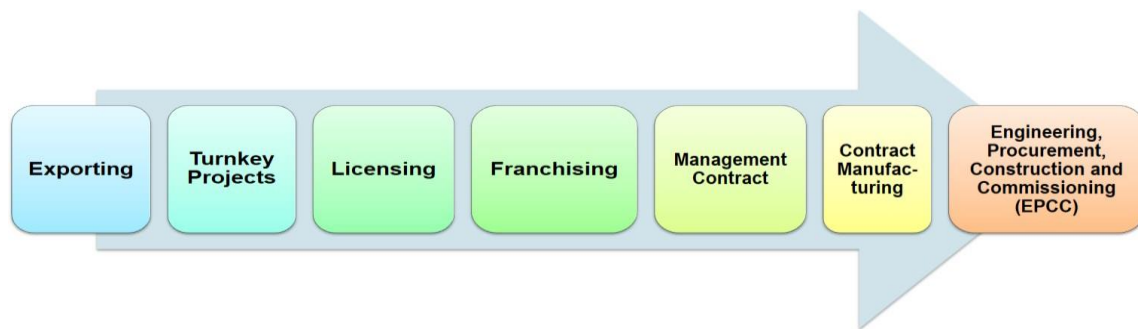 Exporting
Turnkey
Projects
Licensing
Franchising
Management
Contract
Contract
Manufac-
turing
Engineering,
Procurement,
Construction and
Commissioning
(EPCC)